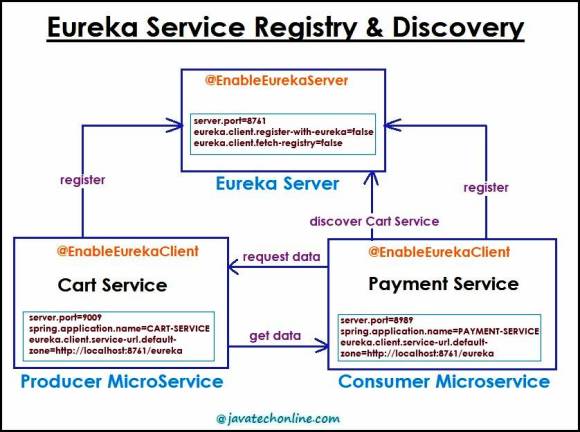 Eureka Service Registry & Discovery
@EnableEurekaServer
server.port=8761
eureka.client.register-with-eureka=false
eureka.client.fetch-registry=false
Eureka Server
register
register
discover Cart Service
@EnableEurekaClient
Cart Service
server.port=9009
spring.application.name=CART-SERVICE
eureka.client.service-url.default-
zone=http://localhost:8761/eureka
Producer MicroService
request data
get data
@EnableEurekaClient
Payment Service
server.port=8989
spring.application.name=PAYMENT-SERVICE
eureka.client.service-url.default-
zone=http://localhost:8761/eureka
Consumer Microservice
@javatechonline.com